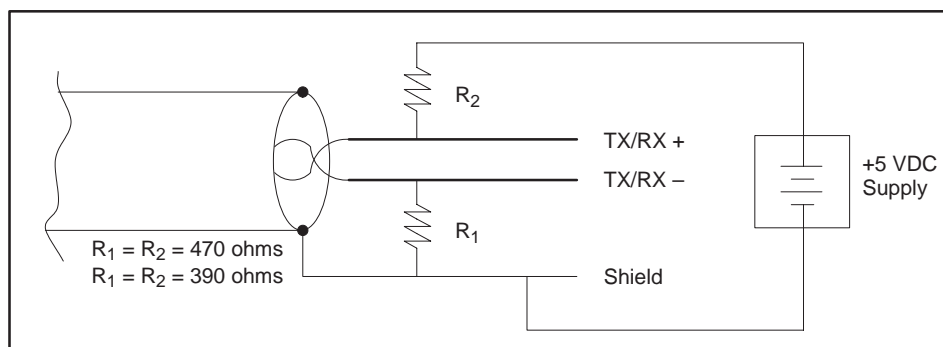 R2
TX/RX +
+5 VDC
Supply
TX/RX –
R1
R1 = R2 = 470 ohms
R1 = R2 = 390 ohms
Shield